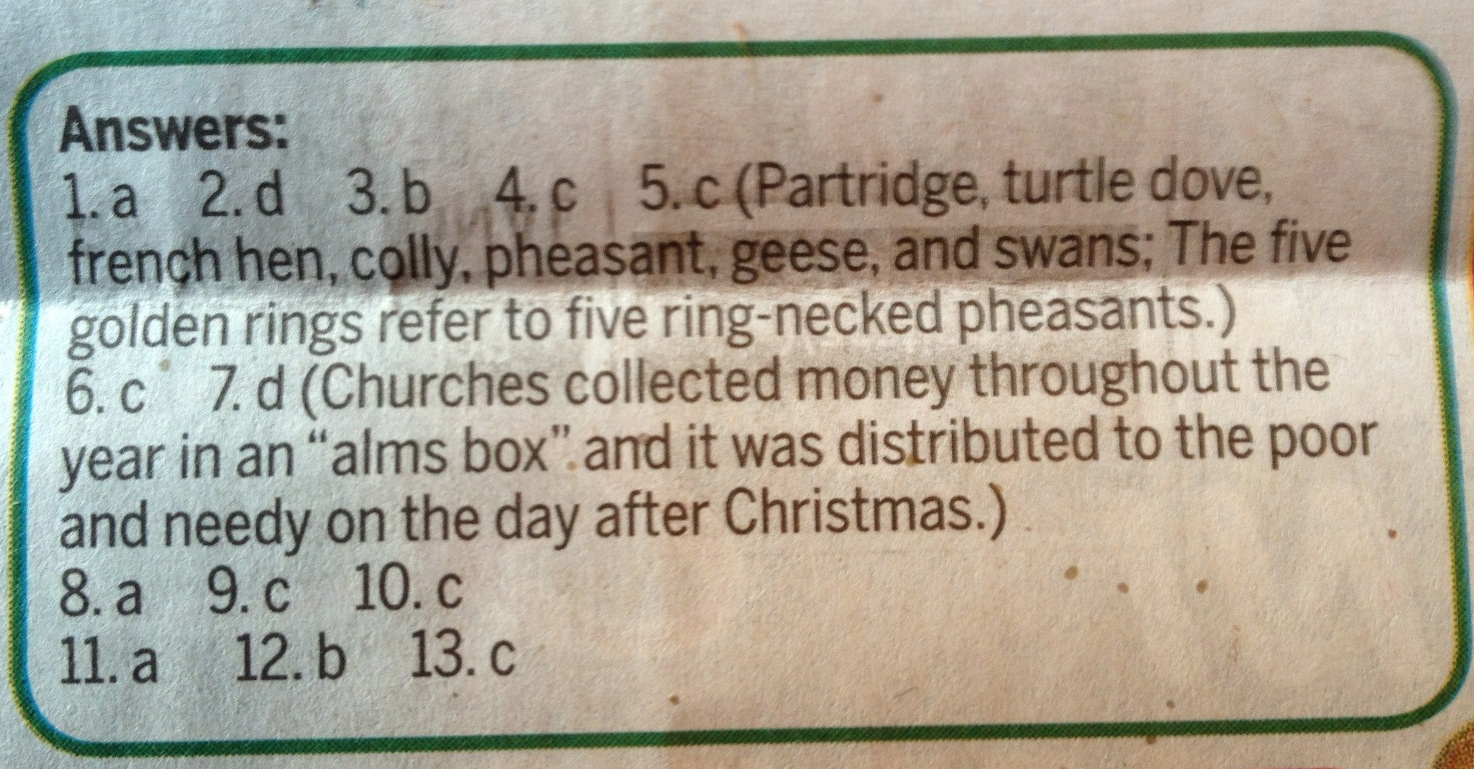 Answers:
1. a 2. d 3. b 4. c 5. c (Partridge, turtle dove,
french hen, colly, pheasant, geese, and swans; The five
golden rings refer to five ring-necked pheasants.)
6. c 7. d (Churches collected money throughout the
year in an “alms box” and it was distributed to the poor
and needy on the day after Christmas.)
8. a 9. c 10. c
11. a 12. b 13. c